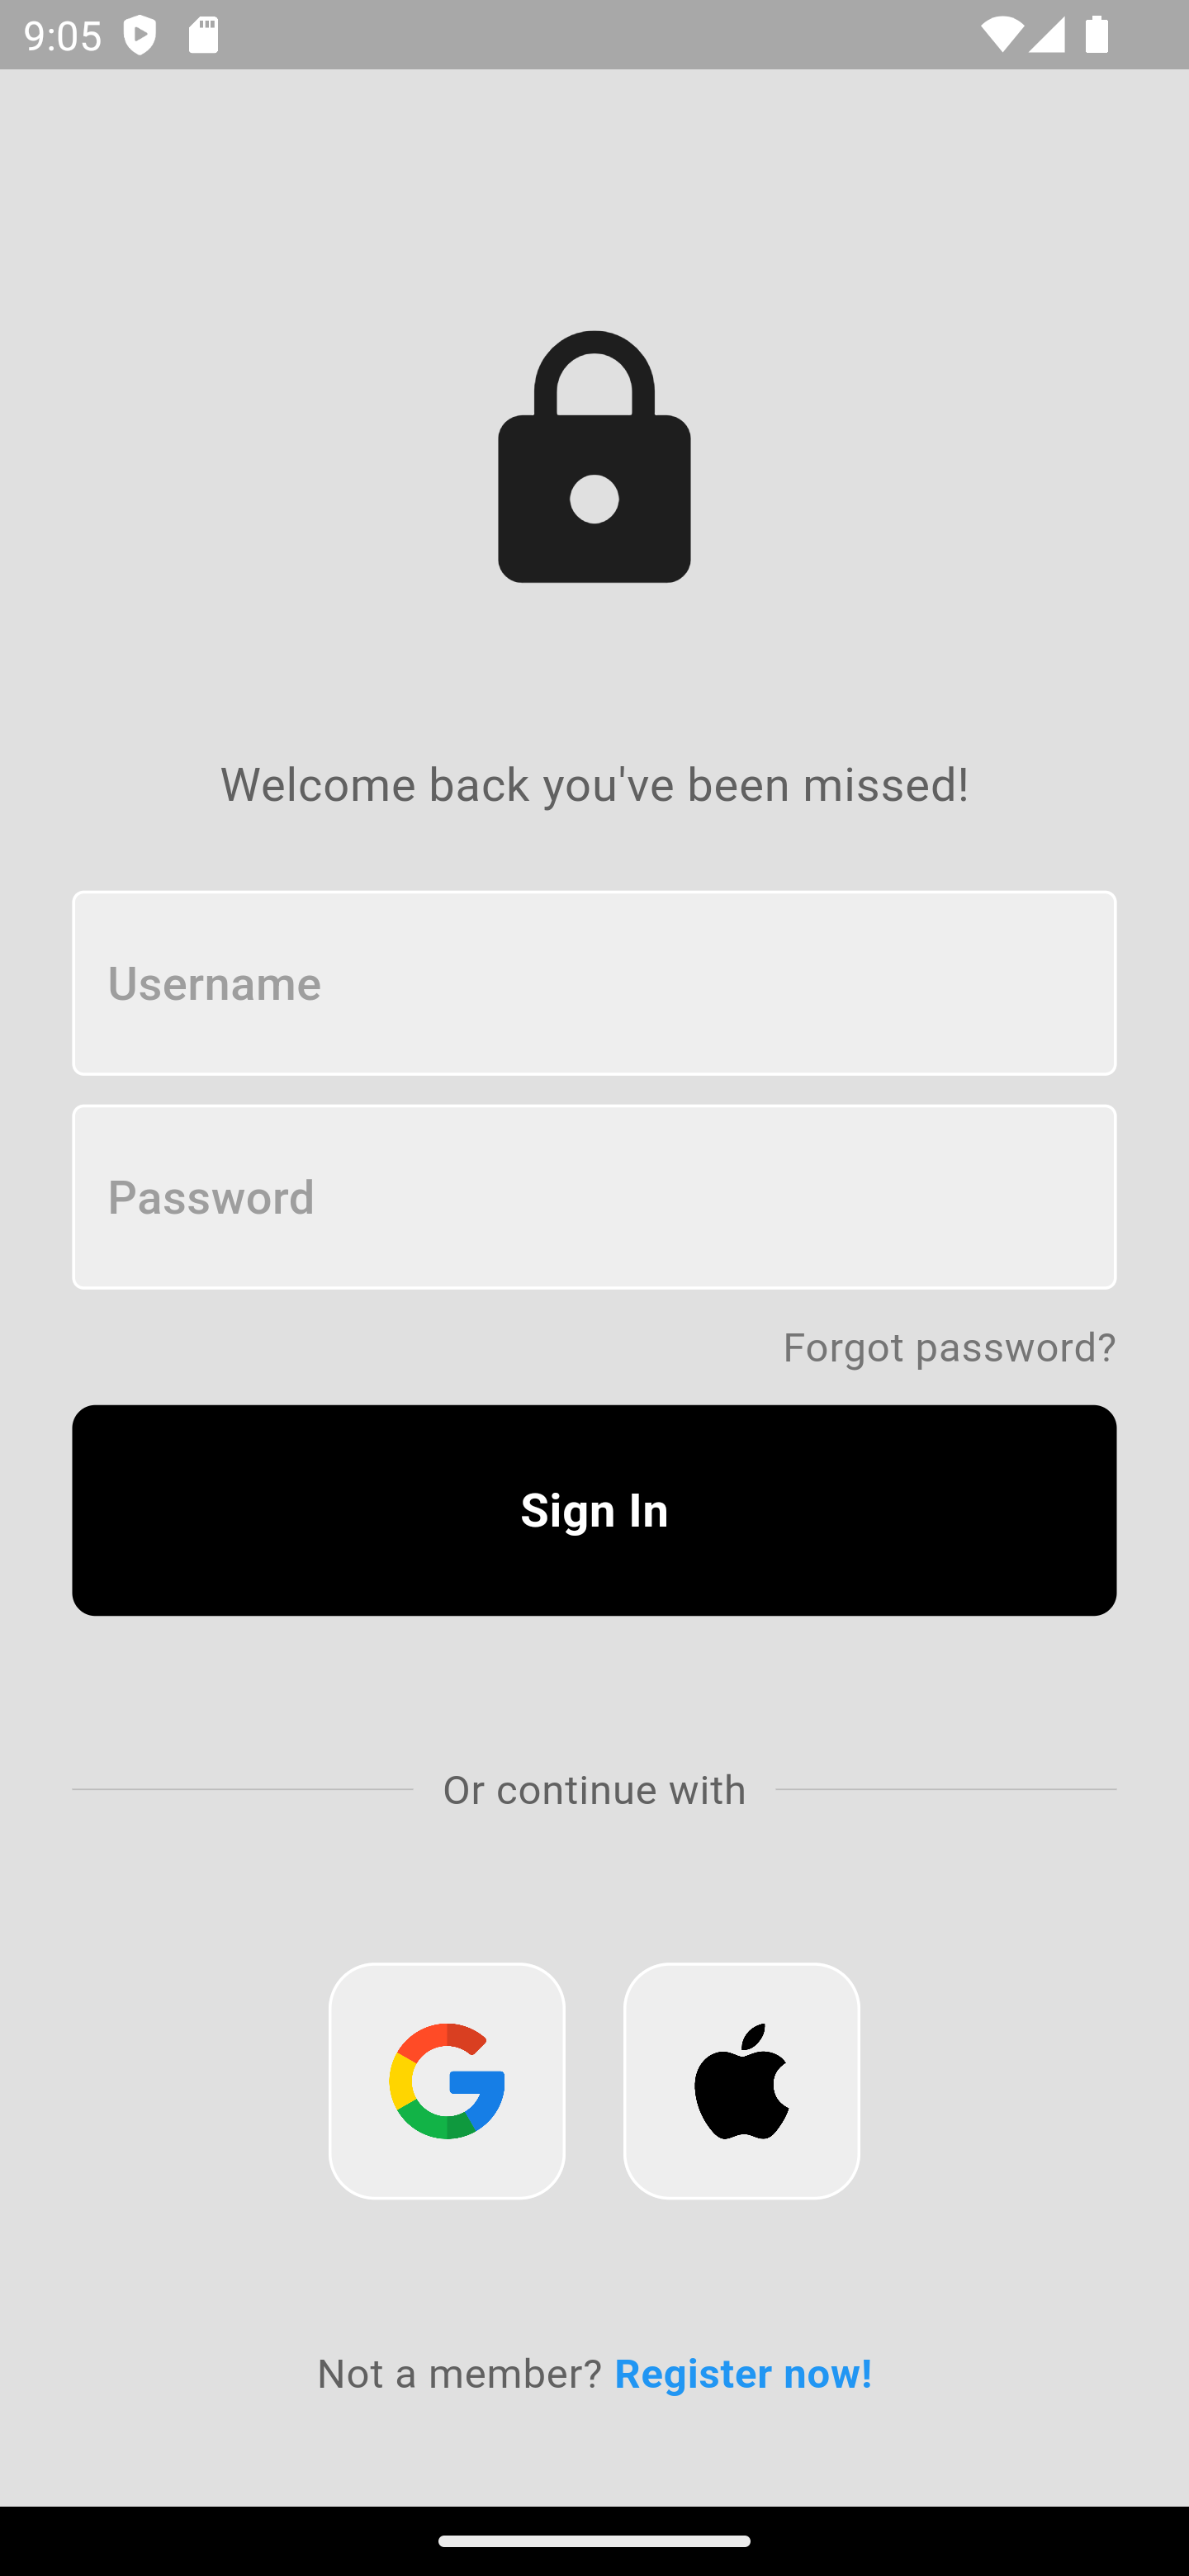 9:05
Welcome back you've been missed!
Username
Password
Forgot password?
Sign In
Or continue with
Not a member? Register now!